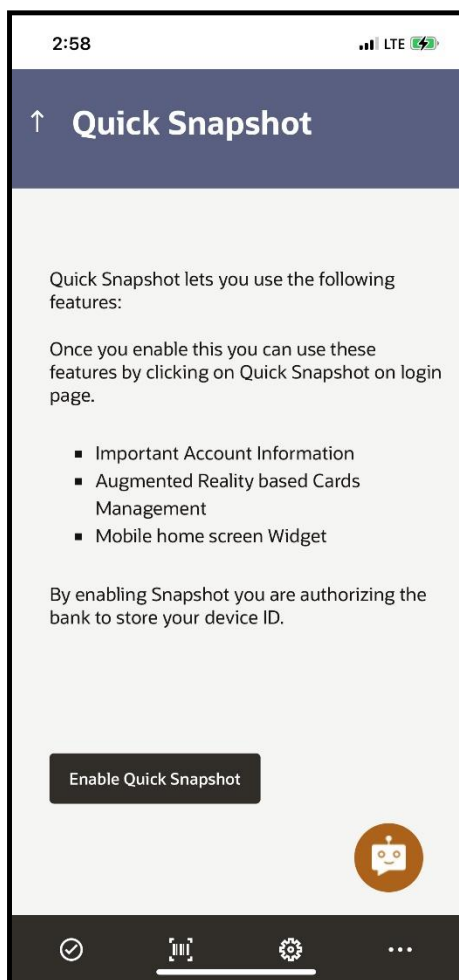 2:58
LTE
Quick Snapshot
Quick Snapshot lets you use the following
features:
Once you enable this you can use these
features by clicking on Quick Snapshot on login
page.
Important Account Information
Augmented Reality based Cards
Management
Mobile home screen Widget
By enabling Snapshot you are authorizing the
bank to store your device ID.
Enable Quick Snapshot